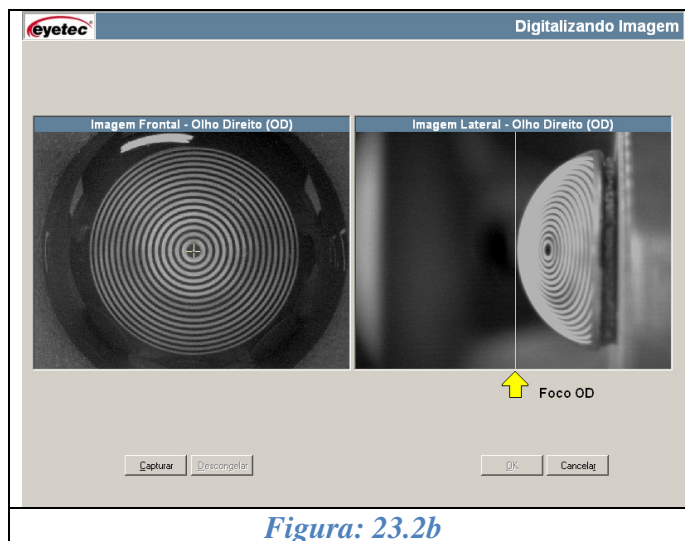 eyetec
Digitalizando Imagem
Imagem Frontal - Olho Direito (OD)
Imagem Lateral - Olho Direito (OD)
Foco OD
Capturar
Descongelar
OK
Cancelar
Figura: 23.2b